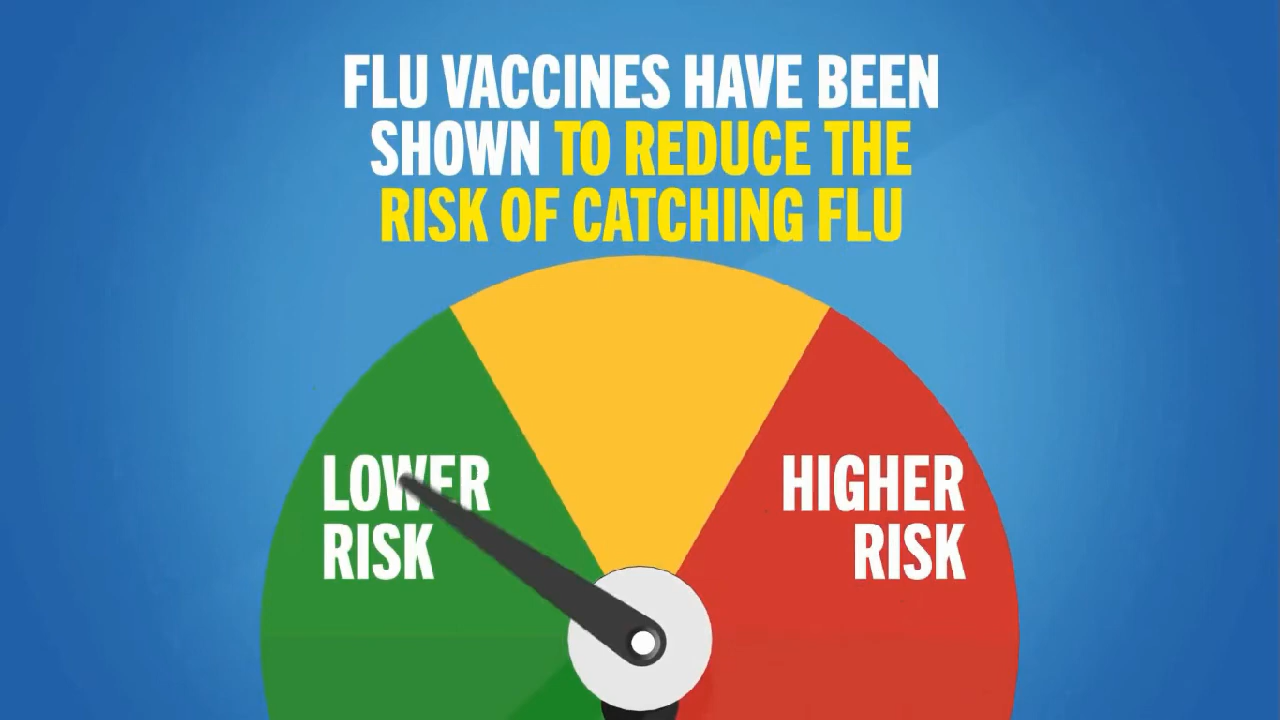 FLU VACCINES HAVE BEEN
SHOWN TO REDUCE THE
RISK OF CATCHING FLU
LOWER
RISK
HIGHER
RISK